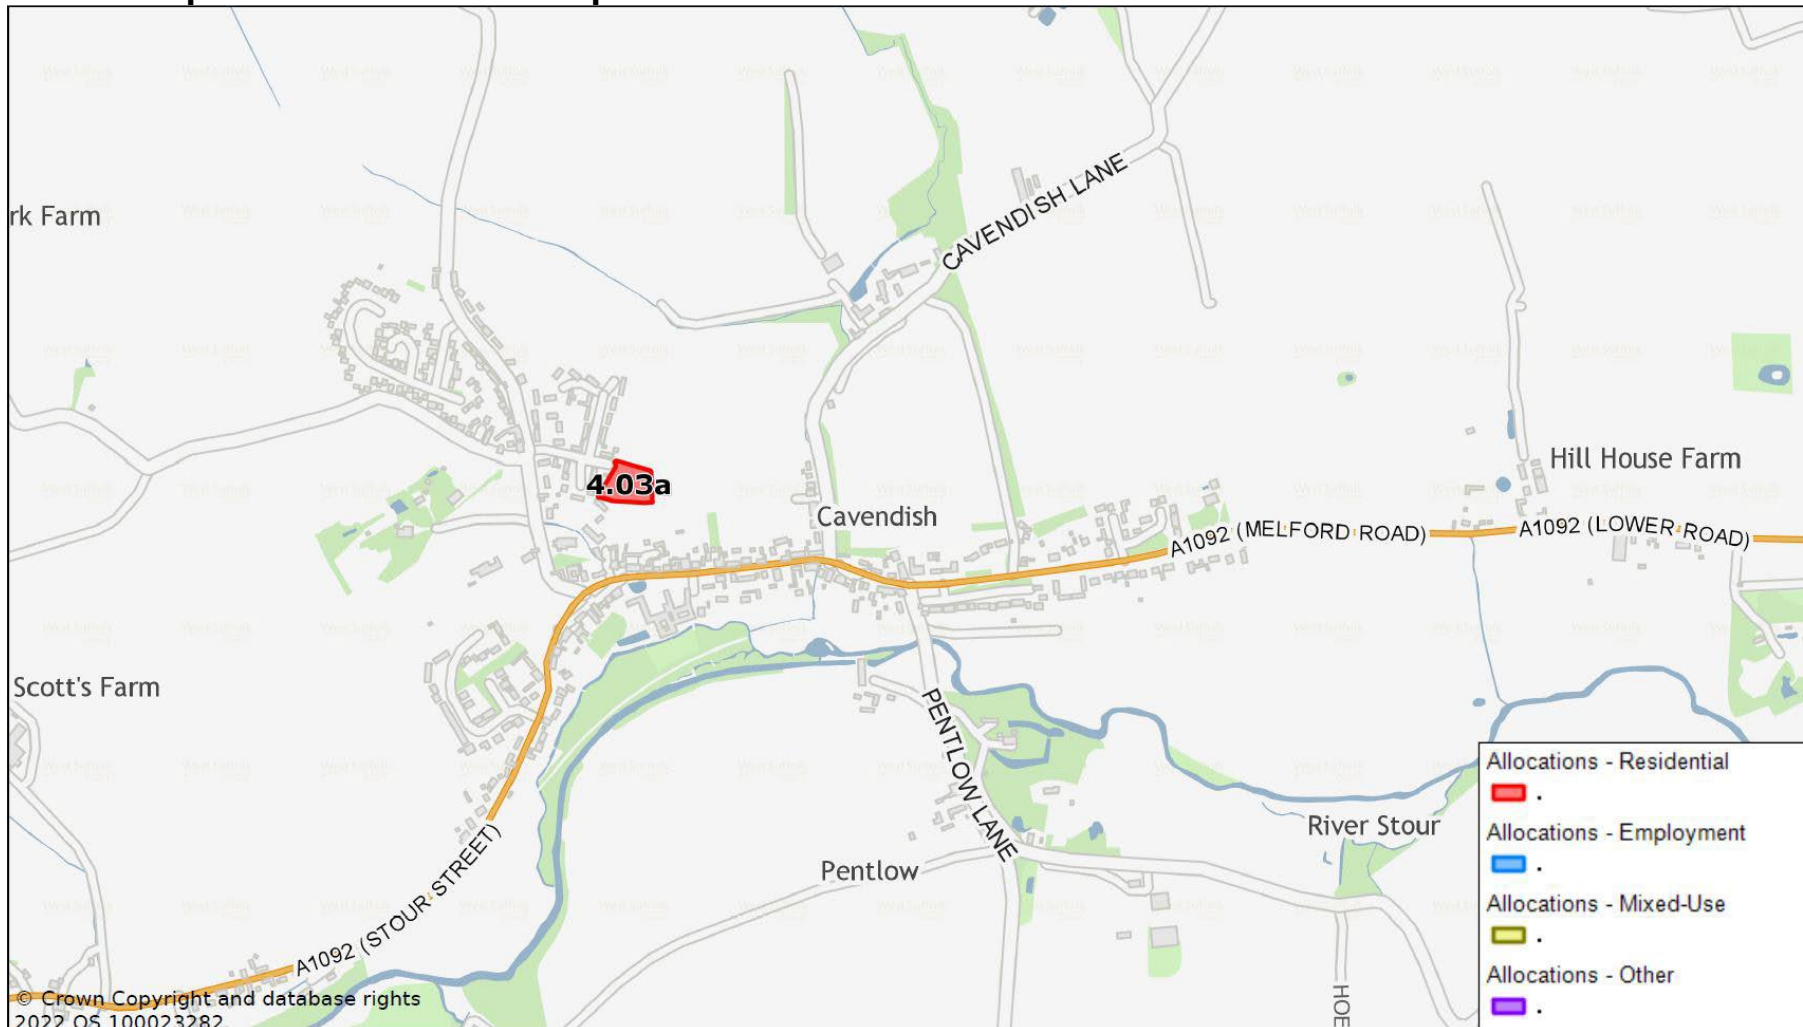 CAVENDISH LANE
rk Farm
Hill House Farm
4.03a
Cavendish
A1092 (MELFORD ROAD)
A1092 (LOWER ROAD)
Scott's Farm
PENTLOW LANE
River Stour
Pentlow
A1092 (STOUR STREET)
HOE
Allocations - Residential
.
Allocations - Employment
.
Allocations - Mixed-Use
.
Allocations - Other
.
© Crown Copyright and database rights
2022 OS 100023282.